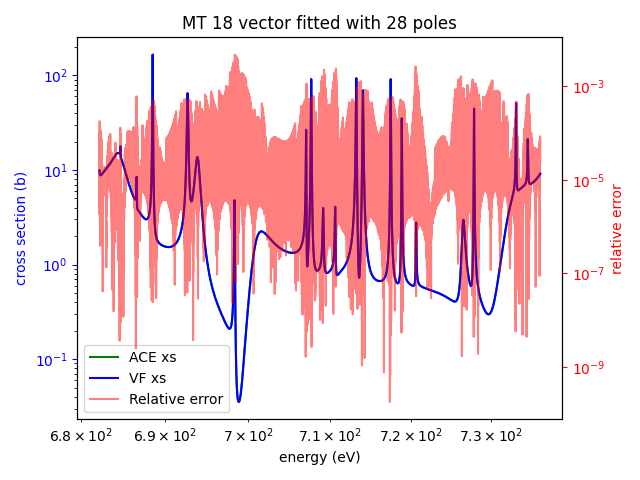 MT 18 vector fitted with 28 poles
10²
10¹
10⁰
10⁻¹
cross section (b)
10⁻³
10⁻⁵
10⁻⁷
10⁻⁹
relative error
ACE xs
VF xs
Relative error
6.8 × 10² 6.9 × 10² 7 × 10² 7.1 × 10² 7.2 × 10² 7.3 × 10²
energy (eV)